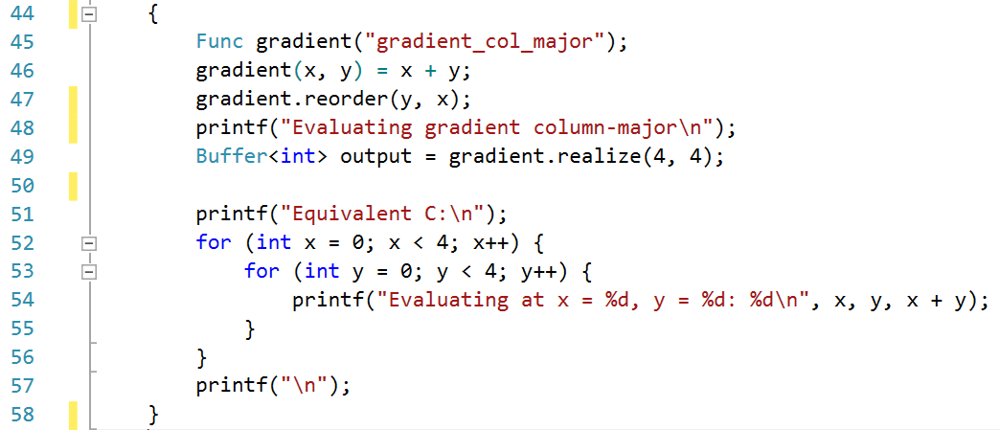 44 {
45 Func gradient("gradient_col_major");
46 gradient(x, y) = x + y;
47 gradient.reorder(y, x);
48 printf("Evaluating gradient column-major\n");
49 Buffer<int> output = gradient.realize(4, 4);
50
51 printf("Equivalent C:\n");
52 for (int x = 0; x < 4; x++) {
53 for (int y = 0; y < 4; y++) {
54 printf("Evaluating at x = %d, y = %d: %d\n", x, y, x + y);
55 }
56 }
57 printf("\n");
58 }